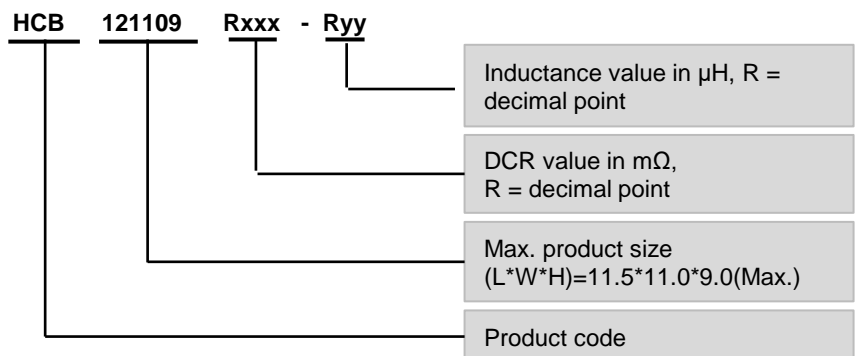 HCB 121109 Rxxx - Ryy
Inductance value in µH, R =
decimal point
DCR value in mΩ,
R = decimal point
Max. product size
(L*W*H)=11.5*11.0*9.0(Max.)
Product code